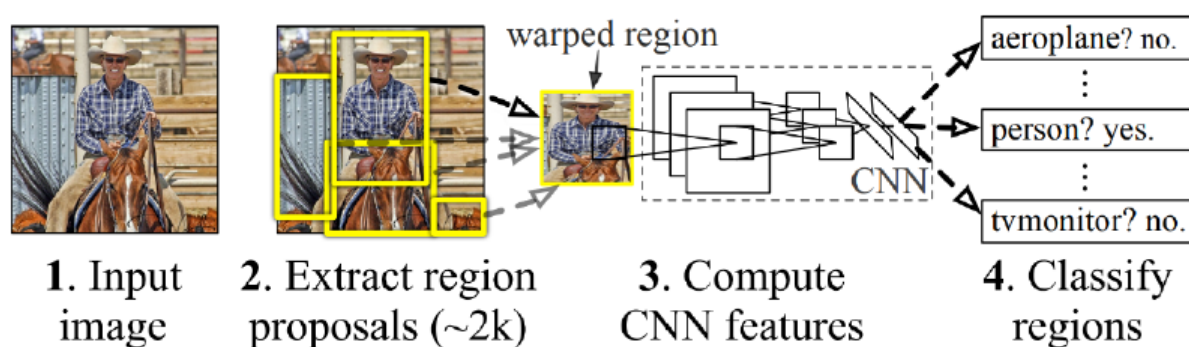 warped region
aeroplane? no.
⋮
person? yes.
⋮
tvmonitor? no.
CNN
1. Input
image
2. Extract region
proposals (~2k)
3. Compute
CNN features
4. Classify
regions